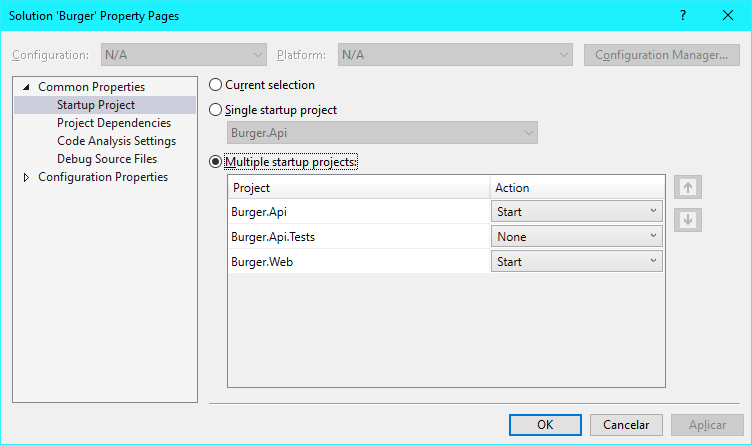 Solution 'Burger' Property Pages
? ×
Configuration: N/A Platform: N/A Configuration Manager...
Common Properties
Startup Project
Project Dependencies
Code Analysis Settings
Debug Source Files
Configuration Properties
Current selection
Single startup project
Burger.Api
Multiple startup projects:
Project Action
Burger.Api Start
Burger.Api.Tests None
Burger.Web Start
OK Cancelar Aplicar